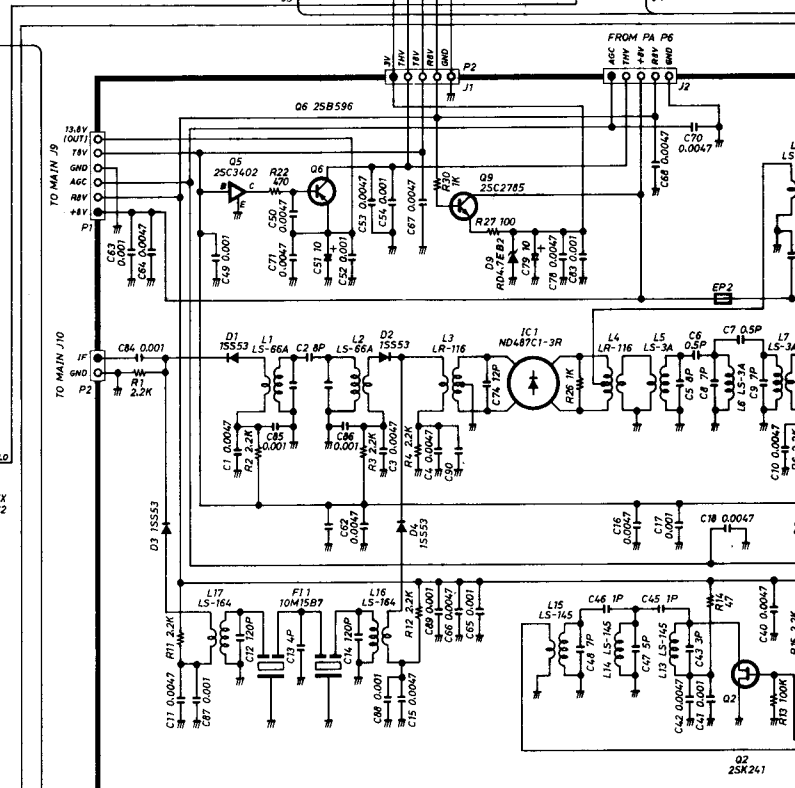 FROM PA P6
3V
THV
T8V
R8V
GND
P2
J1
AGC
THV
+8V
R8V
GND
J2
Q6 2SB596
13.8V
(OUT)
T8V
GND
AGC
R8V
+8V
P1
TO MAIN J9
C63
0.001
C64 0.0047
Q5
2SC3402
B
C
E
R22
470
Q6
C49 0.001
C50
0.0047
C71
0.0047
C51 10
C52 0.001
C53 0.0047
C54 0.001
C67 0.0047
R30
1K
Q9
2SC2785
R27 100
D9
RD4.7EB2
C79 10
C78 0.0047
C83 0.001
C68 0.0047
C70
0.0047
EP2
TO MAIN J10
IF
GND
P2
C84 0.001
R1
2.2K
D1
1SS53
L1
LS-66A
C2 8P
L2
LS-66A
D2
1SS53
L3
LR-116
C74 12P
IC1
ND487C1-3R
R26 1K
L4
LR-116
L5
LS-3A
C6
0.5P
C7 0.5P
L7
LS-3A
C5 8P
C8 7P
L6 LS-3A
C9 7P
C1 0.0047
R2 2.2K
C85
0.001
C86
0.001
R3 2.2K
C3 0.0047
R4 2.2K
C4 0.0047
C90
C10 0.0047
D3 1SS53
C62
0.0047
D4
1SS53
C16
0.0047
C17
0.001
C18 0.0047
L17
LS-164
FI1
10M15B7
L16
LS-164
R11 2.2K
C12 120P
C13 4P
C14 120P
R12 2.2K
C89 0.001
C66 0.0047
C65 0.001
C11 0.0047
C87 0.001
C88 0.001
C15 0.0047
L15
LS-145
C46 1P
C45 1P
R14
47
C48 7P
L14 LS-145
C47 5P
L13 LS-145
C43 3P
C42 0.0047
C41 0.001
C40 0.0047
Q2
R13 100K
Q2
2SK241